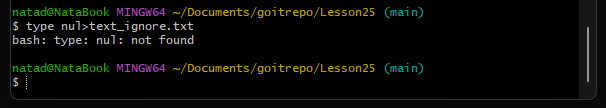 natad@NataBook MINGW64 ~/Documents/goitrepo/Lesson25 (main)
$ type nul>text_ignore.txt
bash: type: nul: not found
natad@NataBook MINGW64 ~/Documents/goitrepo/Lesson25 (main)
$